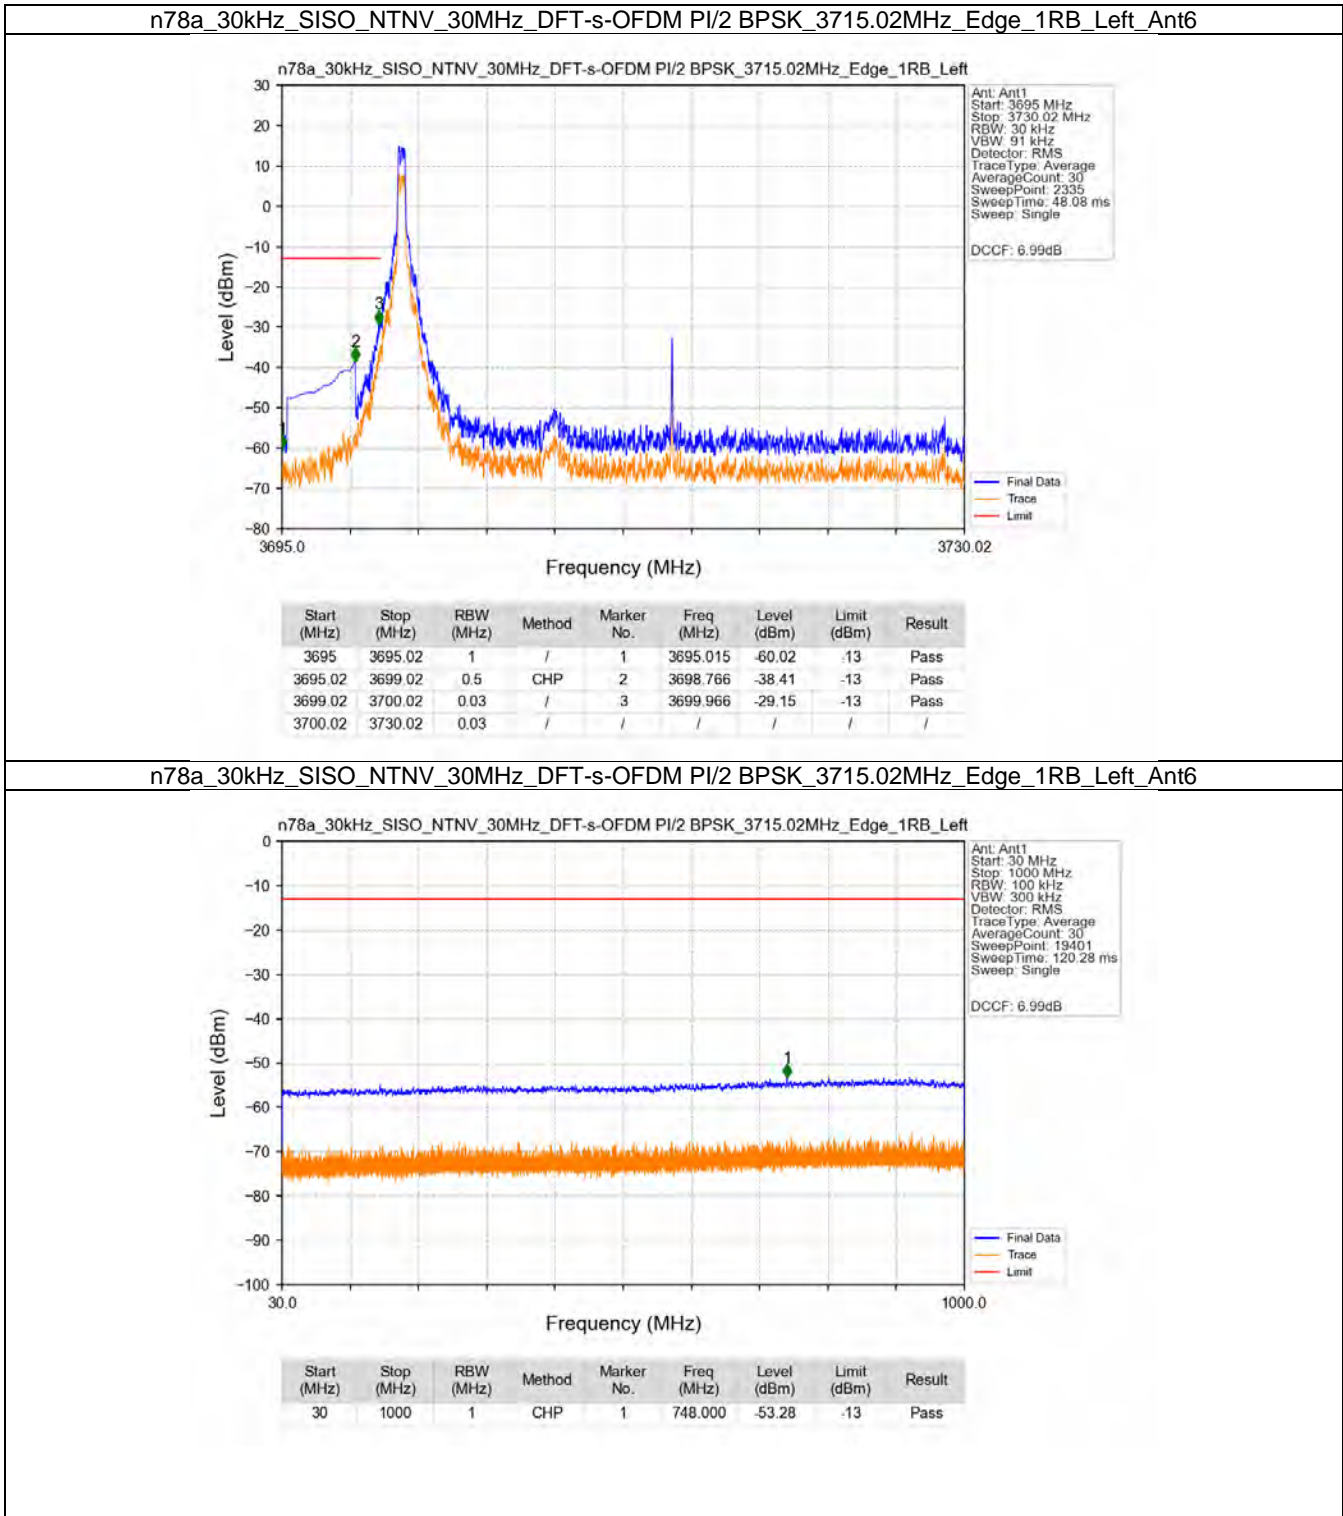 n78a_30kHz_SISO_NTNV_30MHz_DFT-s-OFDM PI/2 BPSK_3715.02MHz_Edge_1RB_Left_Ant6
n78a_30kHz_SISO_NTNV_30MHz_DFT-s-OFDM PI/2 BPSK_3715.02MHz_Edge_1RB_Left
Ant: Ant1
Start: 3695 MHz
Stop: 3730.02 MHz
RBW: 30 kHz
VBW: 91 kHz
Detector: RMS
TraceType: Average
AverageCount: 30
SweepPoint: 2335
SweepTime: 48.08 ms
Sweep: Single
DCCF: 6.99dB
30
20
10
0
−10
−20
−30
−40
−50
−60
−70
−80
Level (dBm)
1
2
3
Final Data
Trace
Limit
3695.0 3730.02
Frequency (MHz)
Start (MHz) Stop (MHz) RBW (MHz) Method Marker No. Freq (MHz) Level (dBm) Limit (dBm) Result
3695 3695.02 1 / 1 3695.015 -60.02 -13 Pass
3695.02 3699.02 0.5 CHP 2 3698.766 -38.41 -13 Pass
3699.02 3700.02 0.03 / 3 3699.966 -29.15 -13 Pass
3700.02 3730.02 0.03 / / / / / /
n78a_30kHz_SISO_NTNV_30MHz_DFT-s-OFDM PI/2 BPSK_3715.02MHz_Edge_1RB_Left_Ant6
n78a_30kHz_SISO_NTNV_30MHz_DFT-s-OFDM PI/2 BPSK_3715.02MHz_Edge_1RB_Left
Ant: Ant1
Start: 30 MHz
Stop: 1000 MHz
RBW: 100 kHz
VBW: 300 kHz
Detector: RMS
TraceType: Average
AverageCount: 30
SweepPoint: 19401
SweepTime: 120.28 ms
Sweep: Single
DCCF: 6.99dB
0
−10
−20
−30
−40
−50
−60
−70
−80
−90
−100
Level (dBm)
1
Final Data
Trace
Limit
30.0 1000.0
Frequency (MHz)
Start (MHz) Stop (MHz) RBW (MHz) Method Marker No. Freq (MHz) Level (dBm) Limit (dBm) Result
30 1000 1 CHP 1 748.000 -53.28 -13 Pass